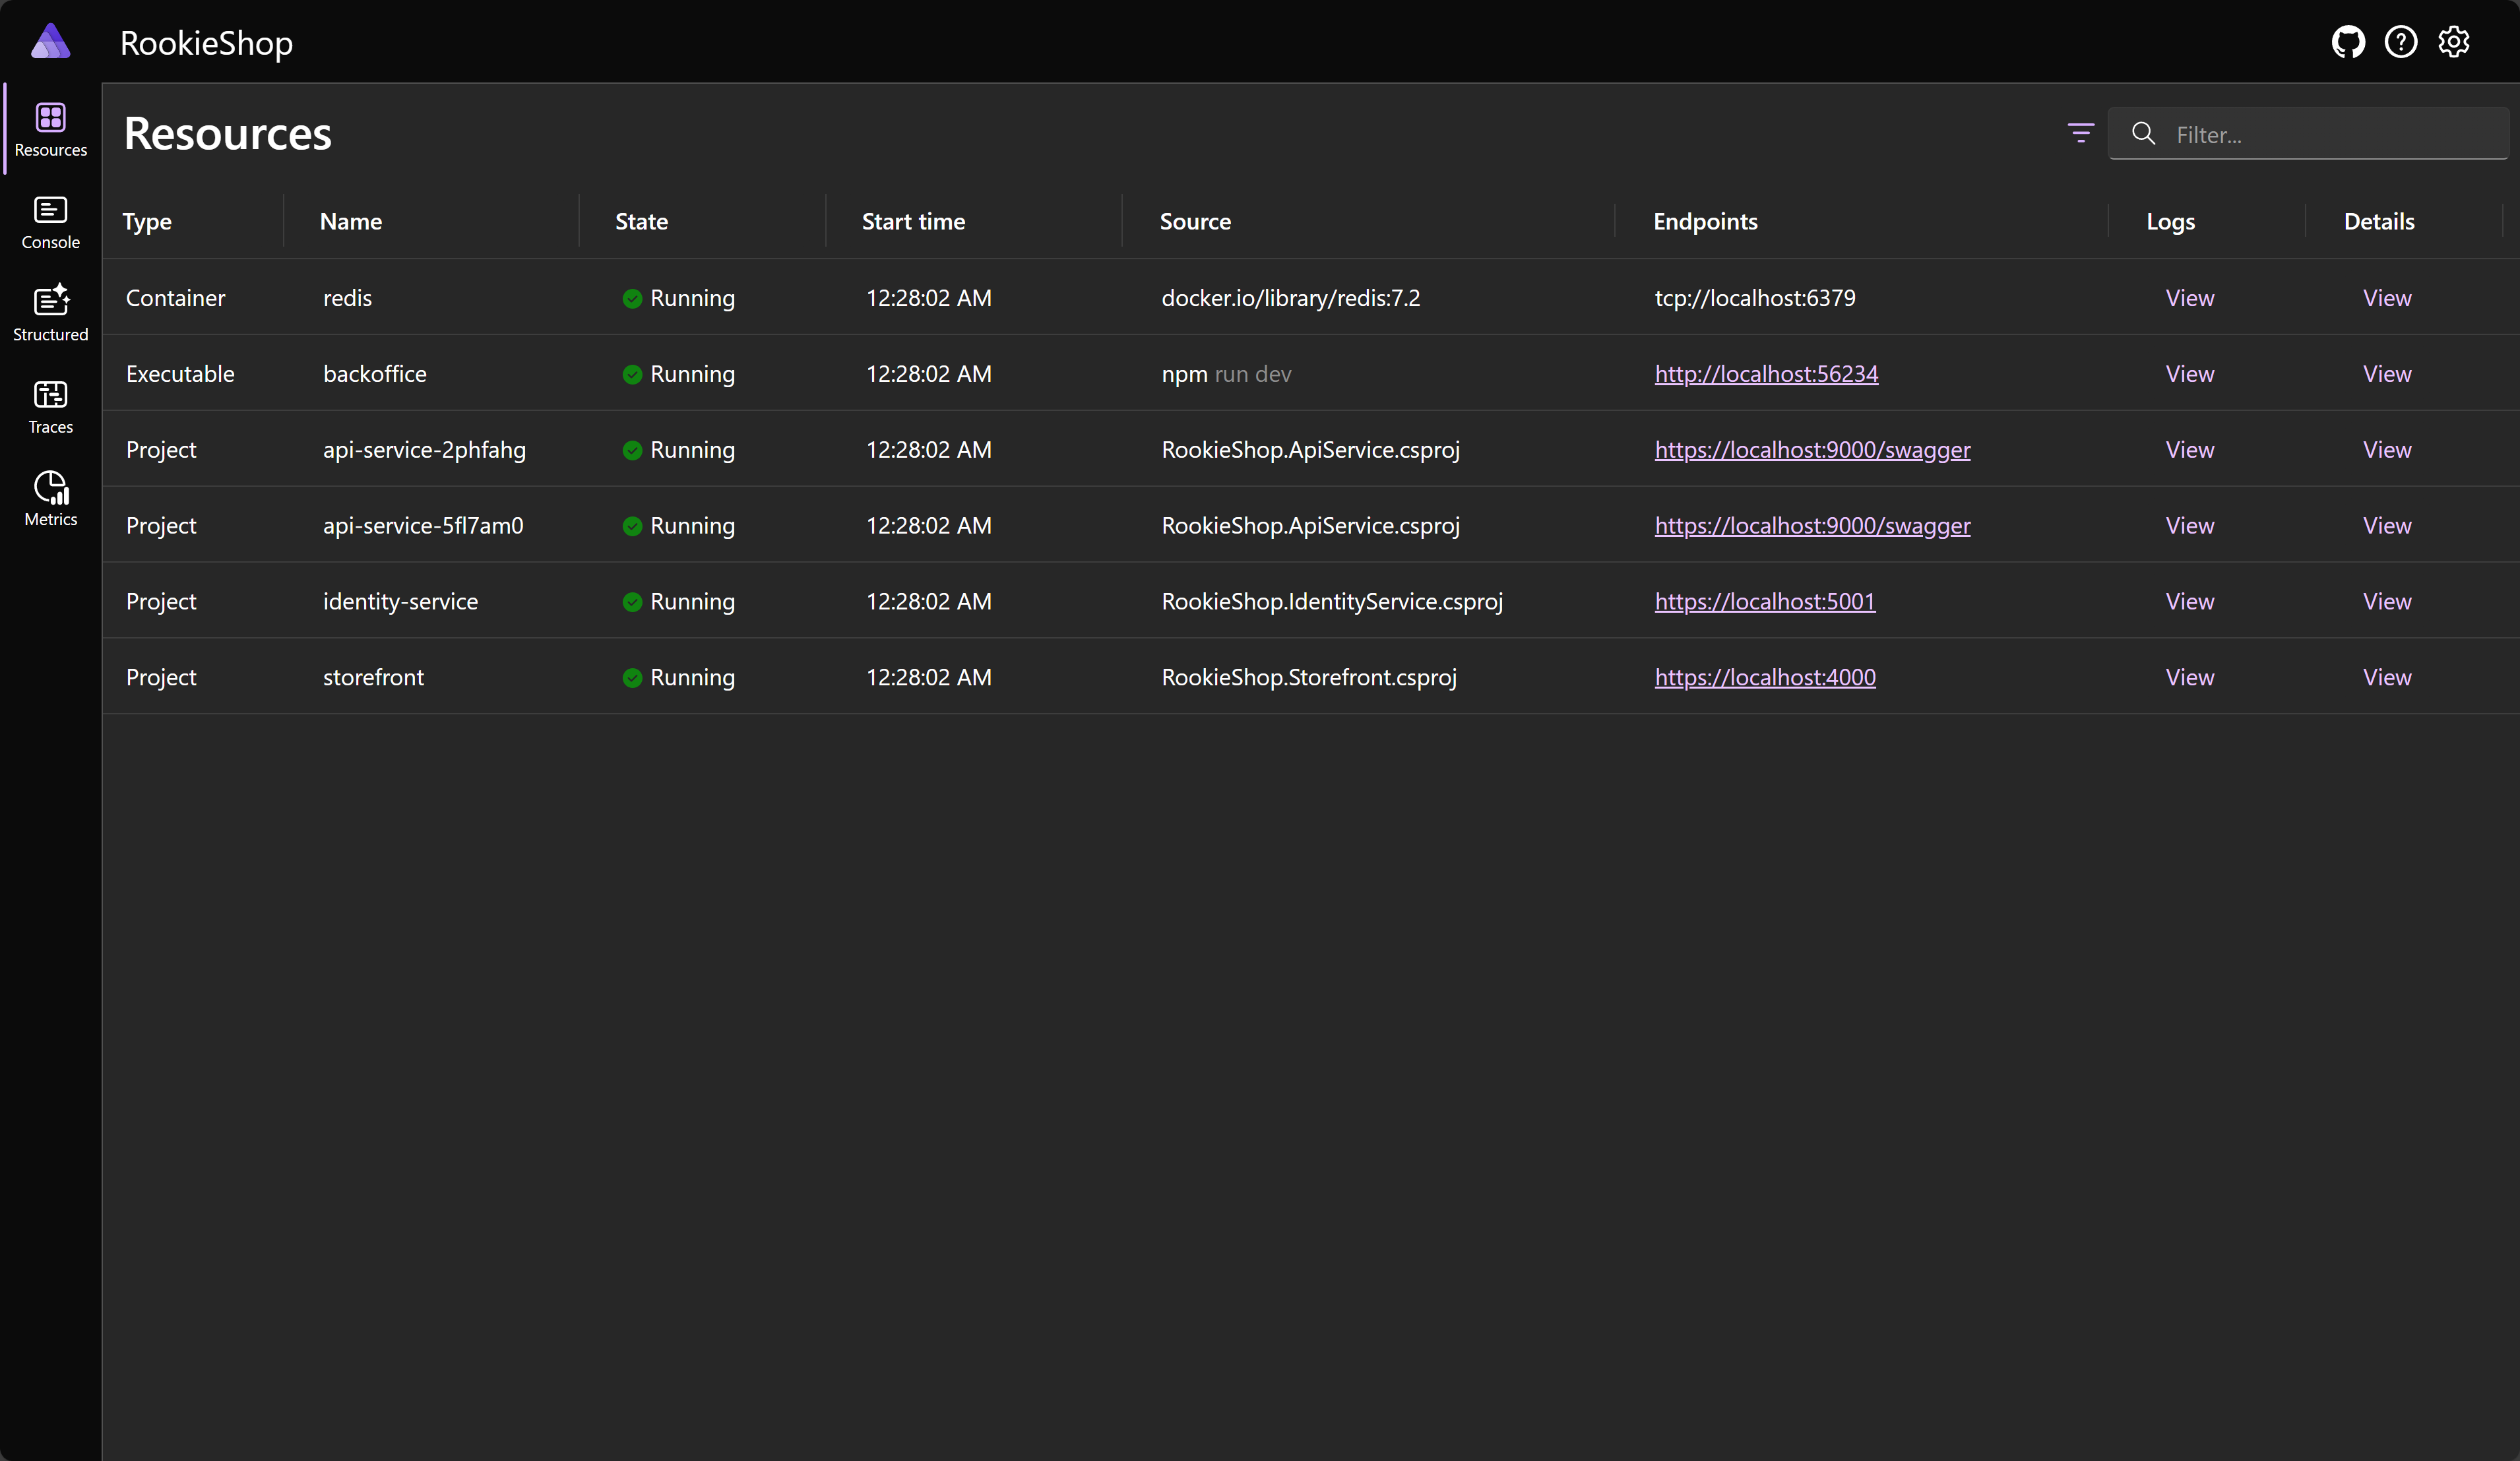 RookieShop
Resources
Console
Structured
Traces
Metrics
Resources
Filter...
Type Name State Start time Source Endpoints Logs Details
Container redis Running 12:28:02 AM docker.io/library/redis:7.2 tcp://localhost:6379 View View
Executable backoffice Running 12:28:02 AM npm run dev http://localhost:56234 View View
Project api-service-2phfahg Running 12:28:02 AM RookieShop.ApiService.csproj https://localhost:9000/swagger View View
Project api-service-5fl7am0 Running 12:28:02 AM RookieShop.ApiService.csproj https://localhost:9000/swagger View View
Project identity-service Running 12:28:02 AM RookieShop.IdentityService.csproj https://localhost:5001 View View
Project storefront Running 12:28:02 AM RookieShop.Storefront.csproj https://localhost:4000 View View